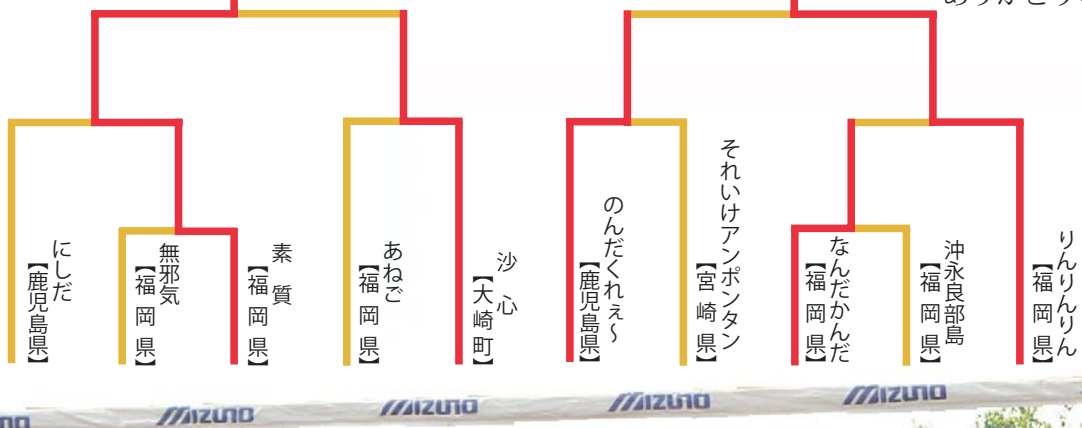 にしだ
【鹿児島県】
無邪気
【福岡県】
素質
【福岡県】
あねご
【福岡県】
沙心
【大崎町】
のんだくれぇ～
【鹿児島県】
それいけアンポンタン
【宮崎県】
なんだかんだ
【福岡県】
沖永良部島
【福岡県】
りんりんりん
【福岡県】
MIZUNO
MIZUNO
MIZUNO
MIZUNO